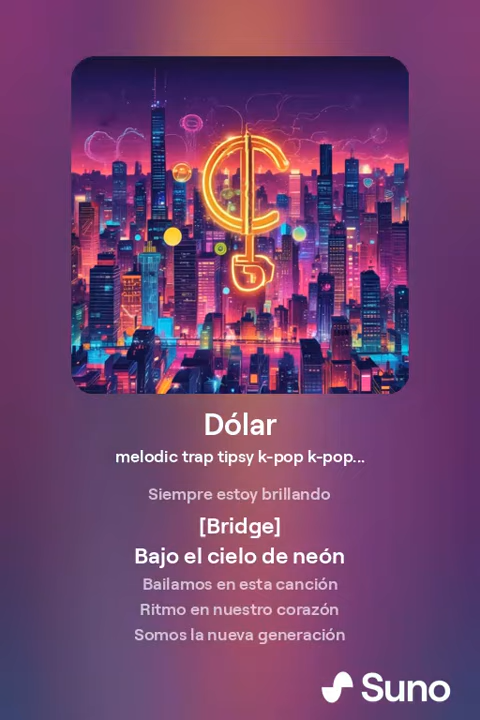 Dólar
melodic trap tipsy k-pop k-pop...
Siempre estoy brillando
[Bridge]
Bajo el cielo de neón
Bailamos en esta canción
Ritmo en nuestro corazón
Somos la nueva generación
Suno